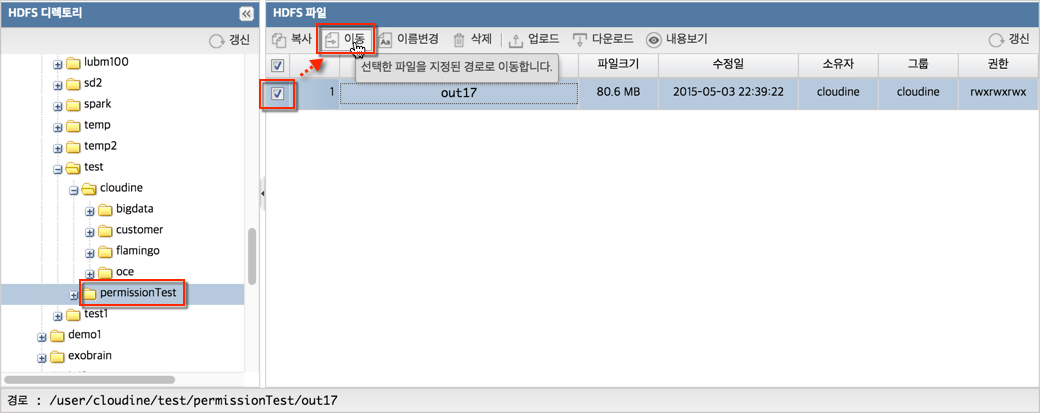 HDFS 디렉토리
갱신
lubm100
sd2
spark
temp
temp2
test
cloudine
bigdata
customer
flamingo
oce
permissionTest
test1
demo1
exobrain
HDFS 파일
복사 이동 이름변경 삭제 업로드 다운로드 내용보기 갱신
선택한 파일을 지정된 경로로 이동합니다.
파일크기 수정일 소유자 그룹 권한
1 out17 80.6 MB 2015-05-03 22:39:22 cloudine cloudine rwxrwxrwx
경로 : /user/cloudine/test/permissionTest/out17